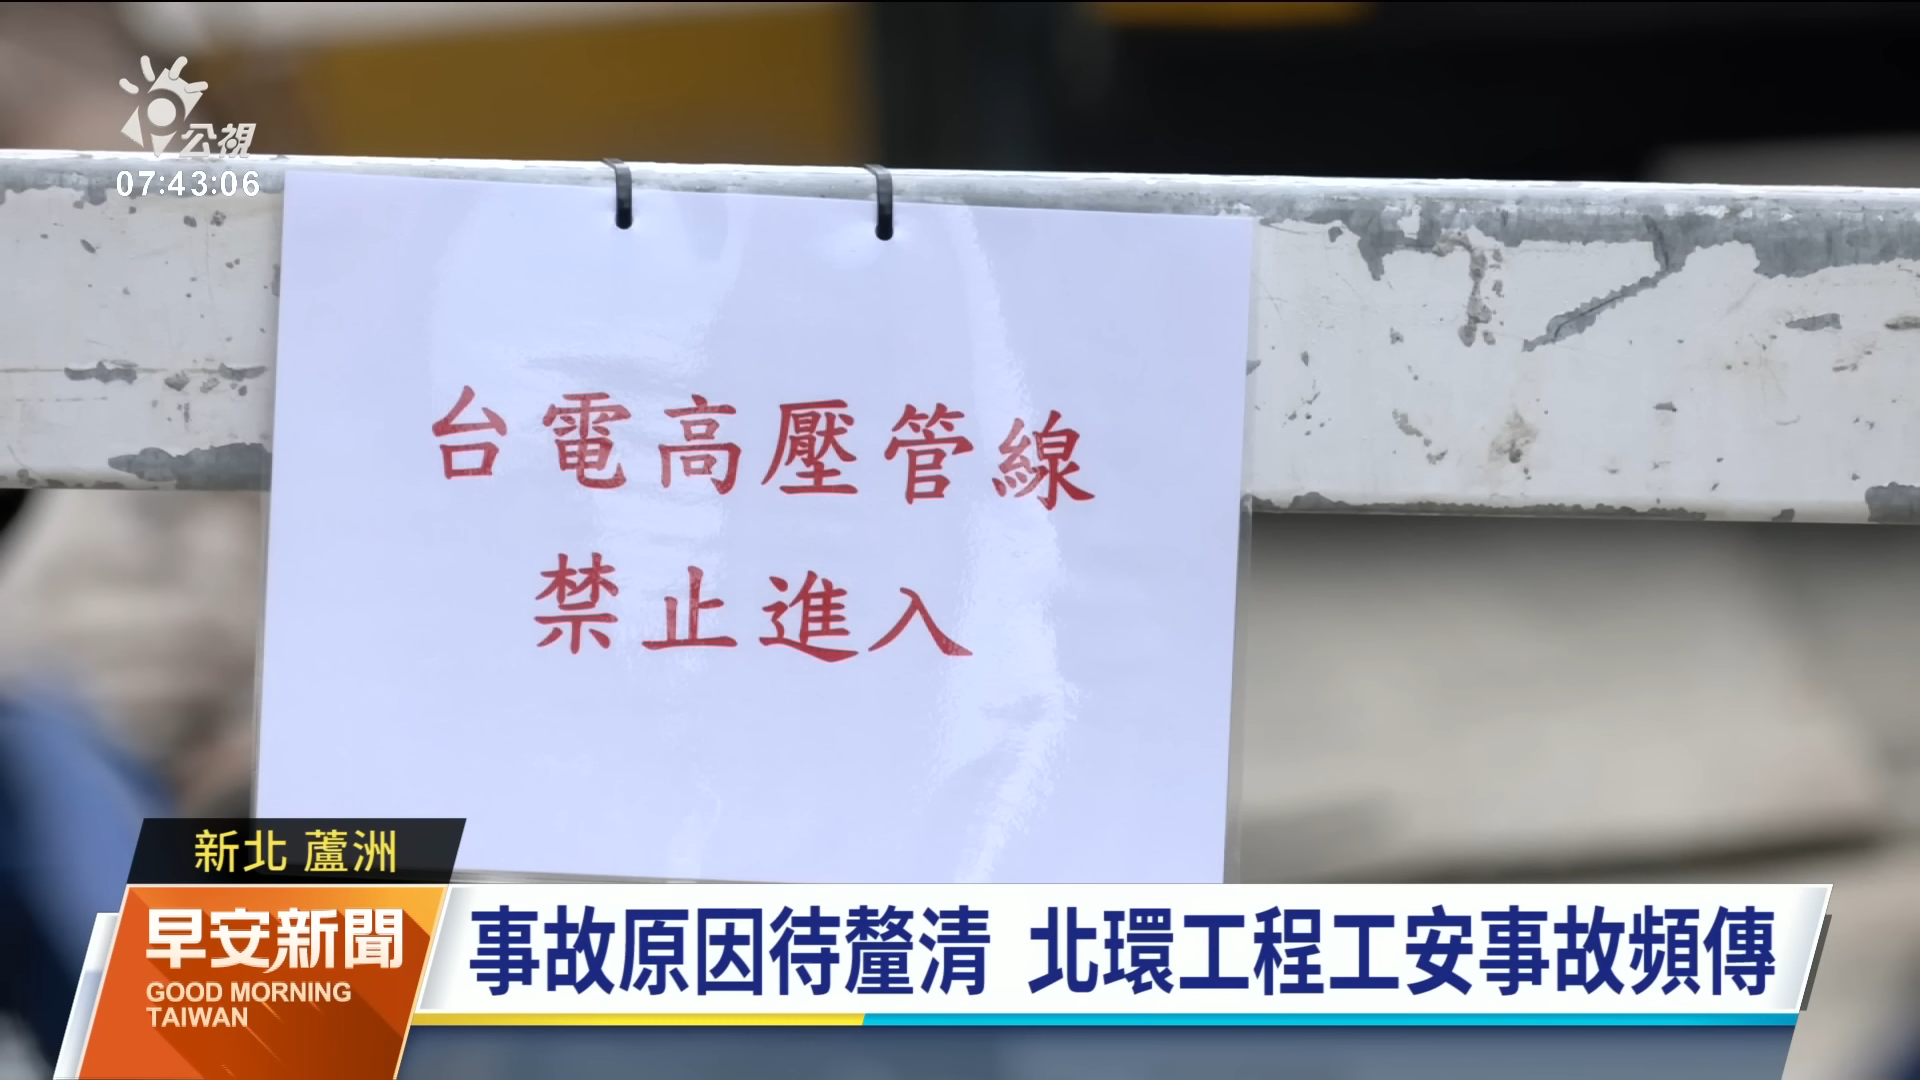 公視
07:43:06
台電高壓管線
禁止進入
新北 蘆洲
早安新聞
GOOD MORNING
TAIWAN
事故原因待釐清 北環工程工安事故頻傳